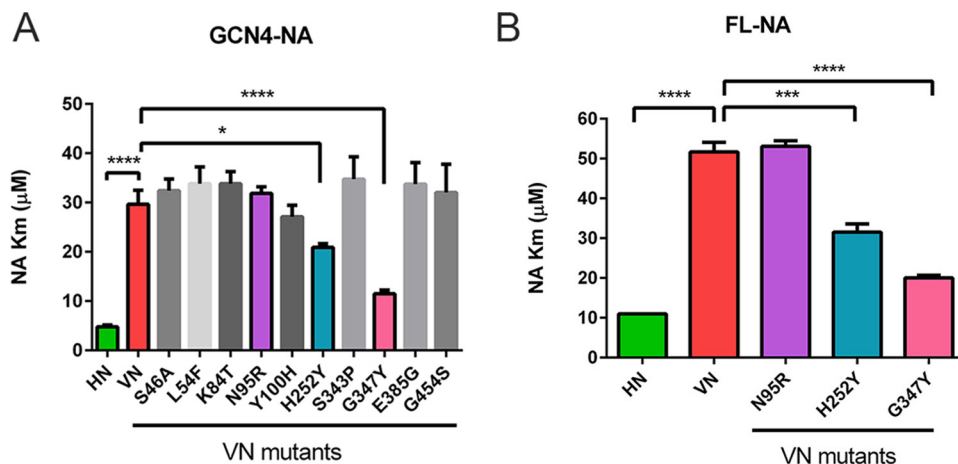 A
GCN4-NA
NA Km (μM)
50
40
30
20
10
0
****
****
*
HN
VN
S46A
L54F
K84T
N95R
Y100H
H252Y
S343P
G347Y
E385G
G454S
VN mutants
B
FL-NA
NA Km (μM)
60
50
40
30
20
10
0
****
****
***
HN
VN
N95R
H252Y
G347Y
VN mutants